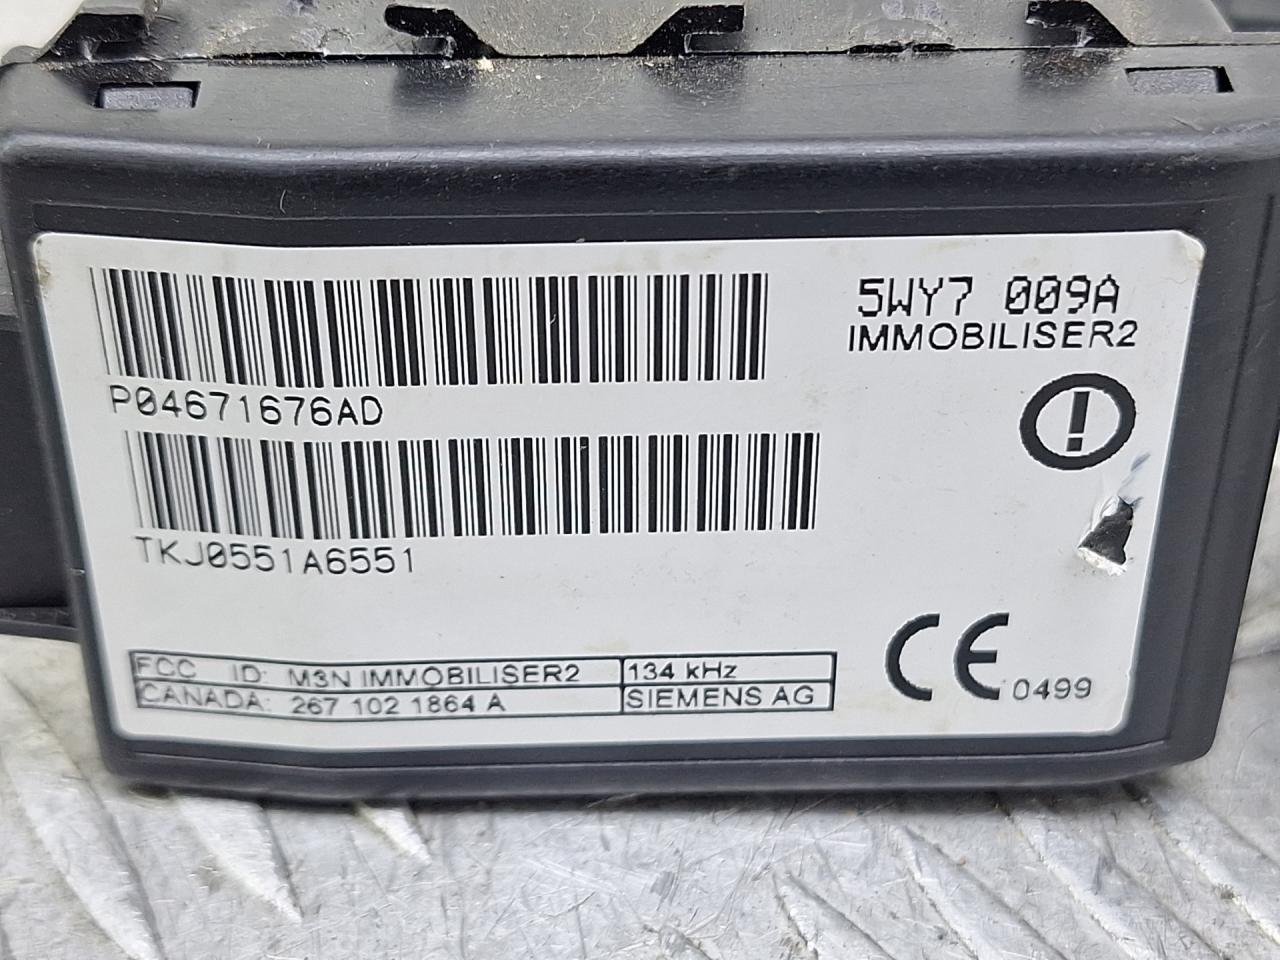 5WY7 009A
IMMOBILISER2
P04671676AD
TKJ0551A6551
FCC ID: M3N IMMOBILISER2 134 kHz
CANADA: 267 102 1864 A SIEMENS AG
CE 0499